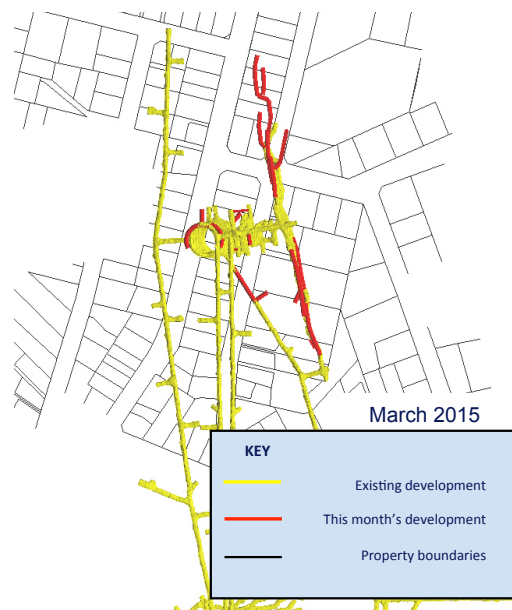 March 2015
KEY
Existing development
This month's development
Property boundaries